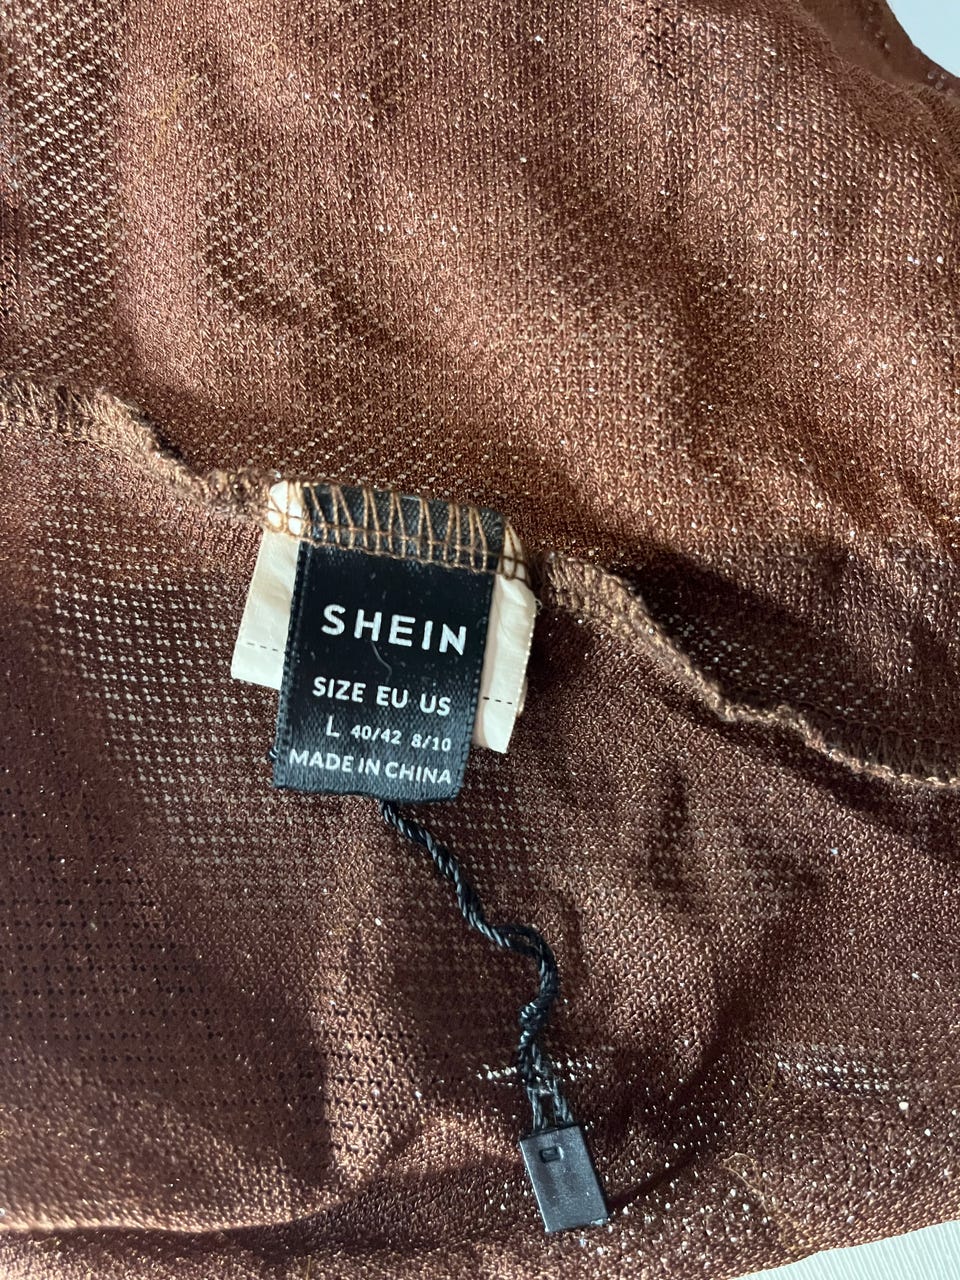 SHEIN
SIZE EU US
L 40/42 8/10
MADE IN CHINA